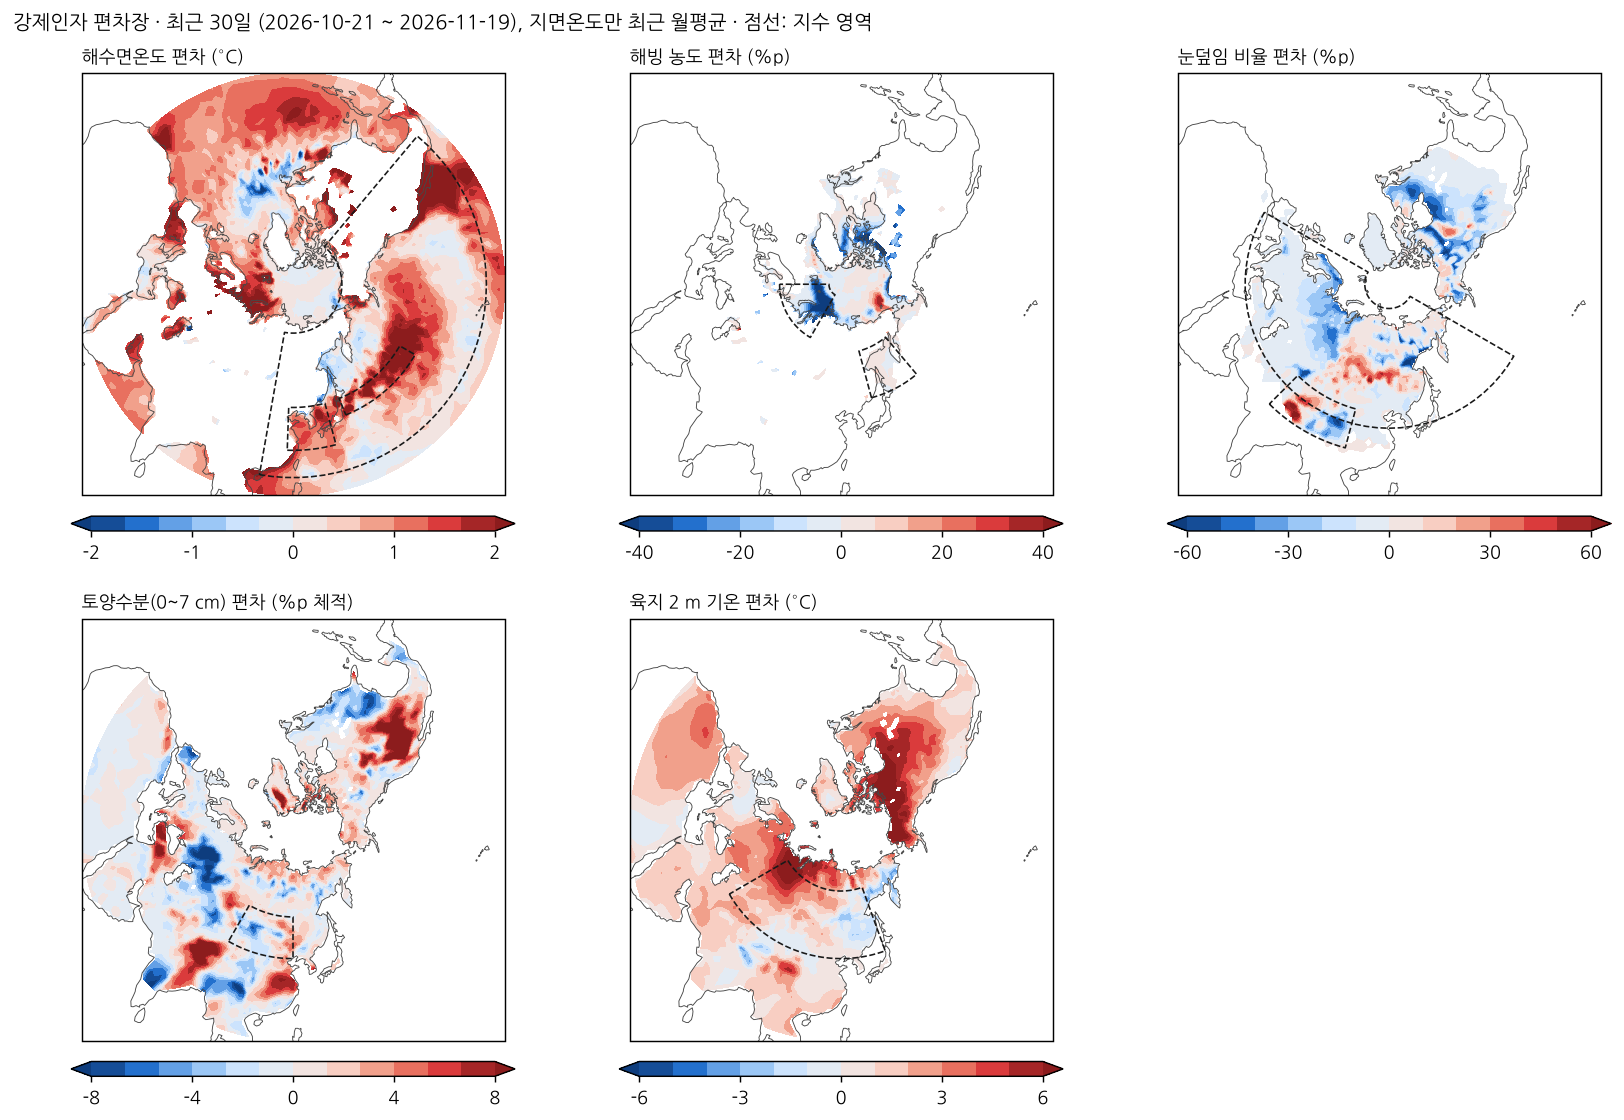 강제인자 편차장 · 최근 30일 (2026-10-21 ~ 2026-11-19), 지면온도만 최근 월평균 · 점선: 지수 영역
해수면온도 편차 (°C)
해빙 농도 편차 (%p)
눈덮임 비율 편차 (%p)
-2 -1 0 1 2
-40 -20 0 20 40
-60 -30 0 30 60
토양수분(0~7 cm) 편차 (%p 체적)
육지 2 m 기온 편차 (°C)
-8 -4 0 4 8
-6 -3 0 3 6